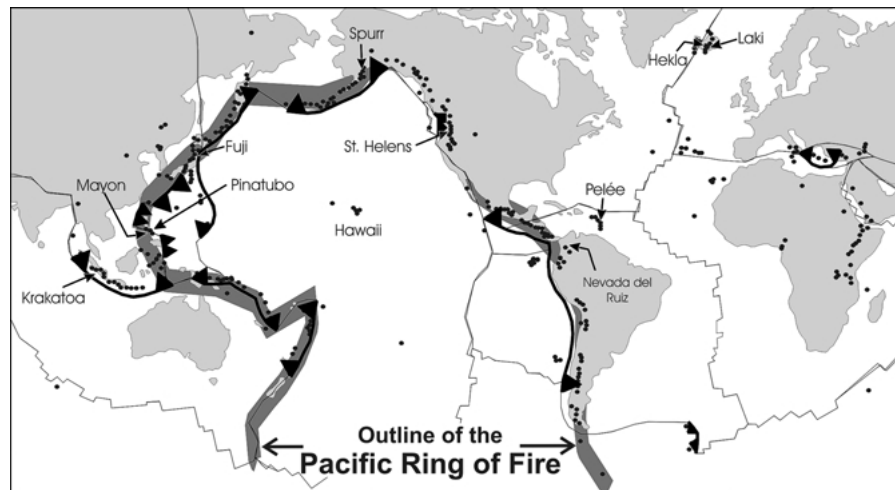 Spurr
Laki
Hekla
Fuji
St. Helens
Mayon
Pinatubo
Pelée
Hawaii
Krakatoa
Nevada del
Ruiz
Outline of the
Pacific Ring of Fire